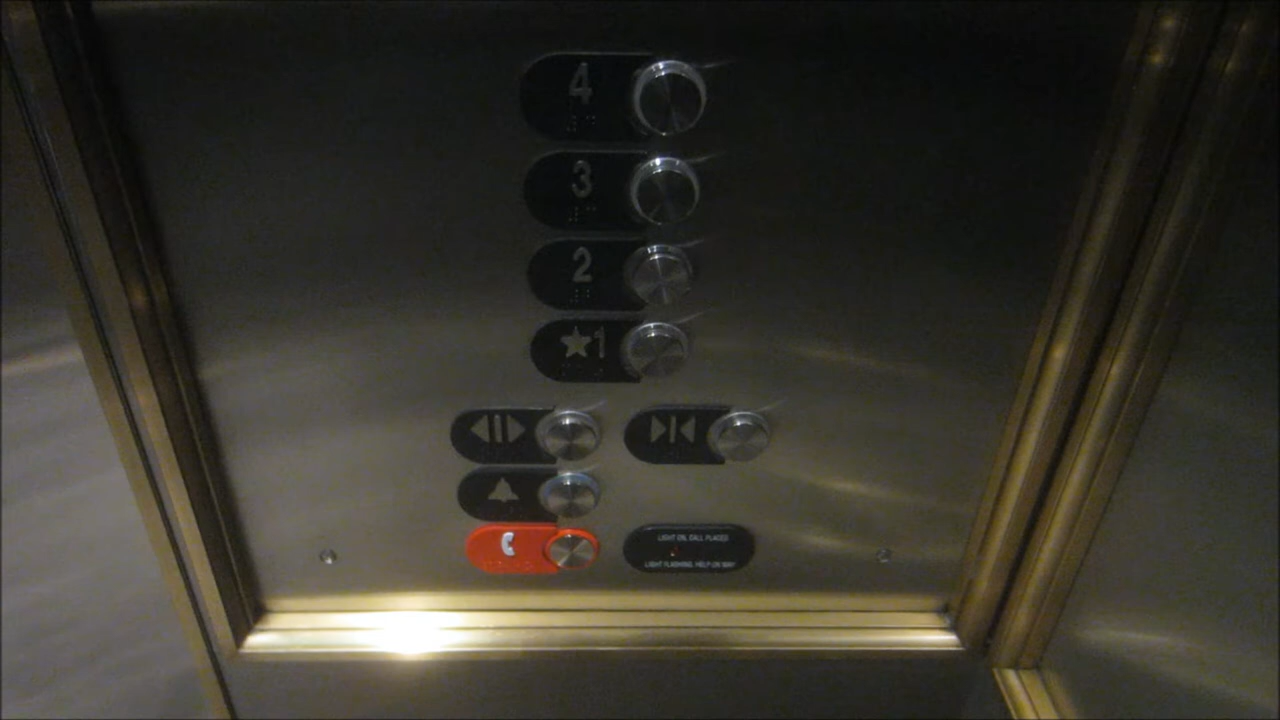 4
3
2
★1
LIGHT ON, CALL PLACED
LIGHT FLASHING, HELP ON WAY